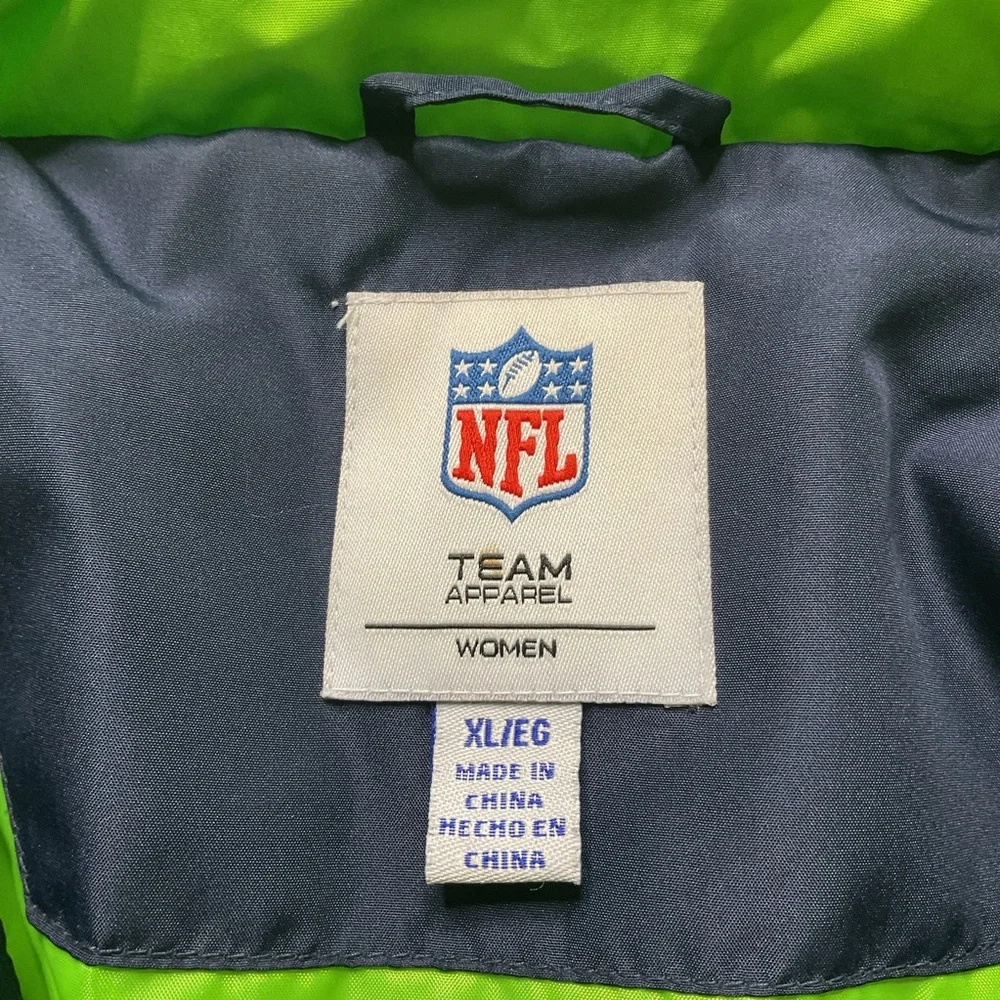 NFL
TEAM
APPAREL
WOMEN
XL/EG
MADE IN
CHINA
HECHO EN
CHINA